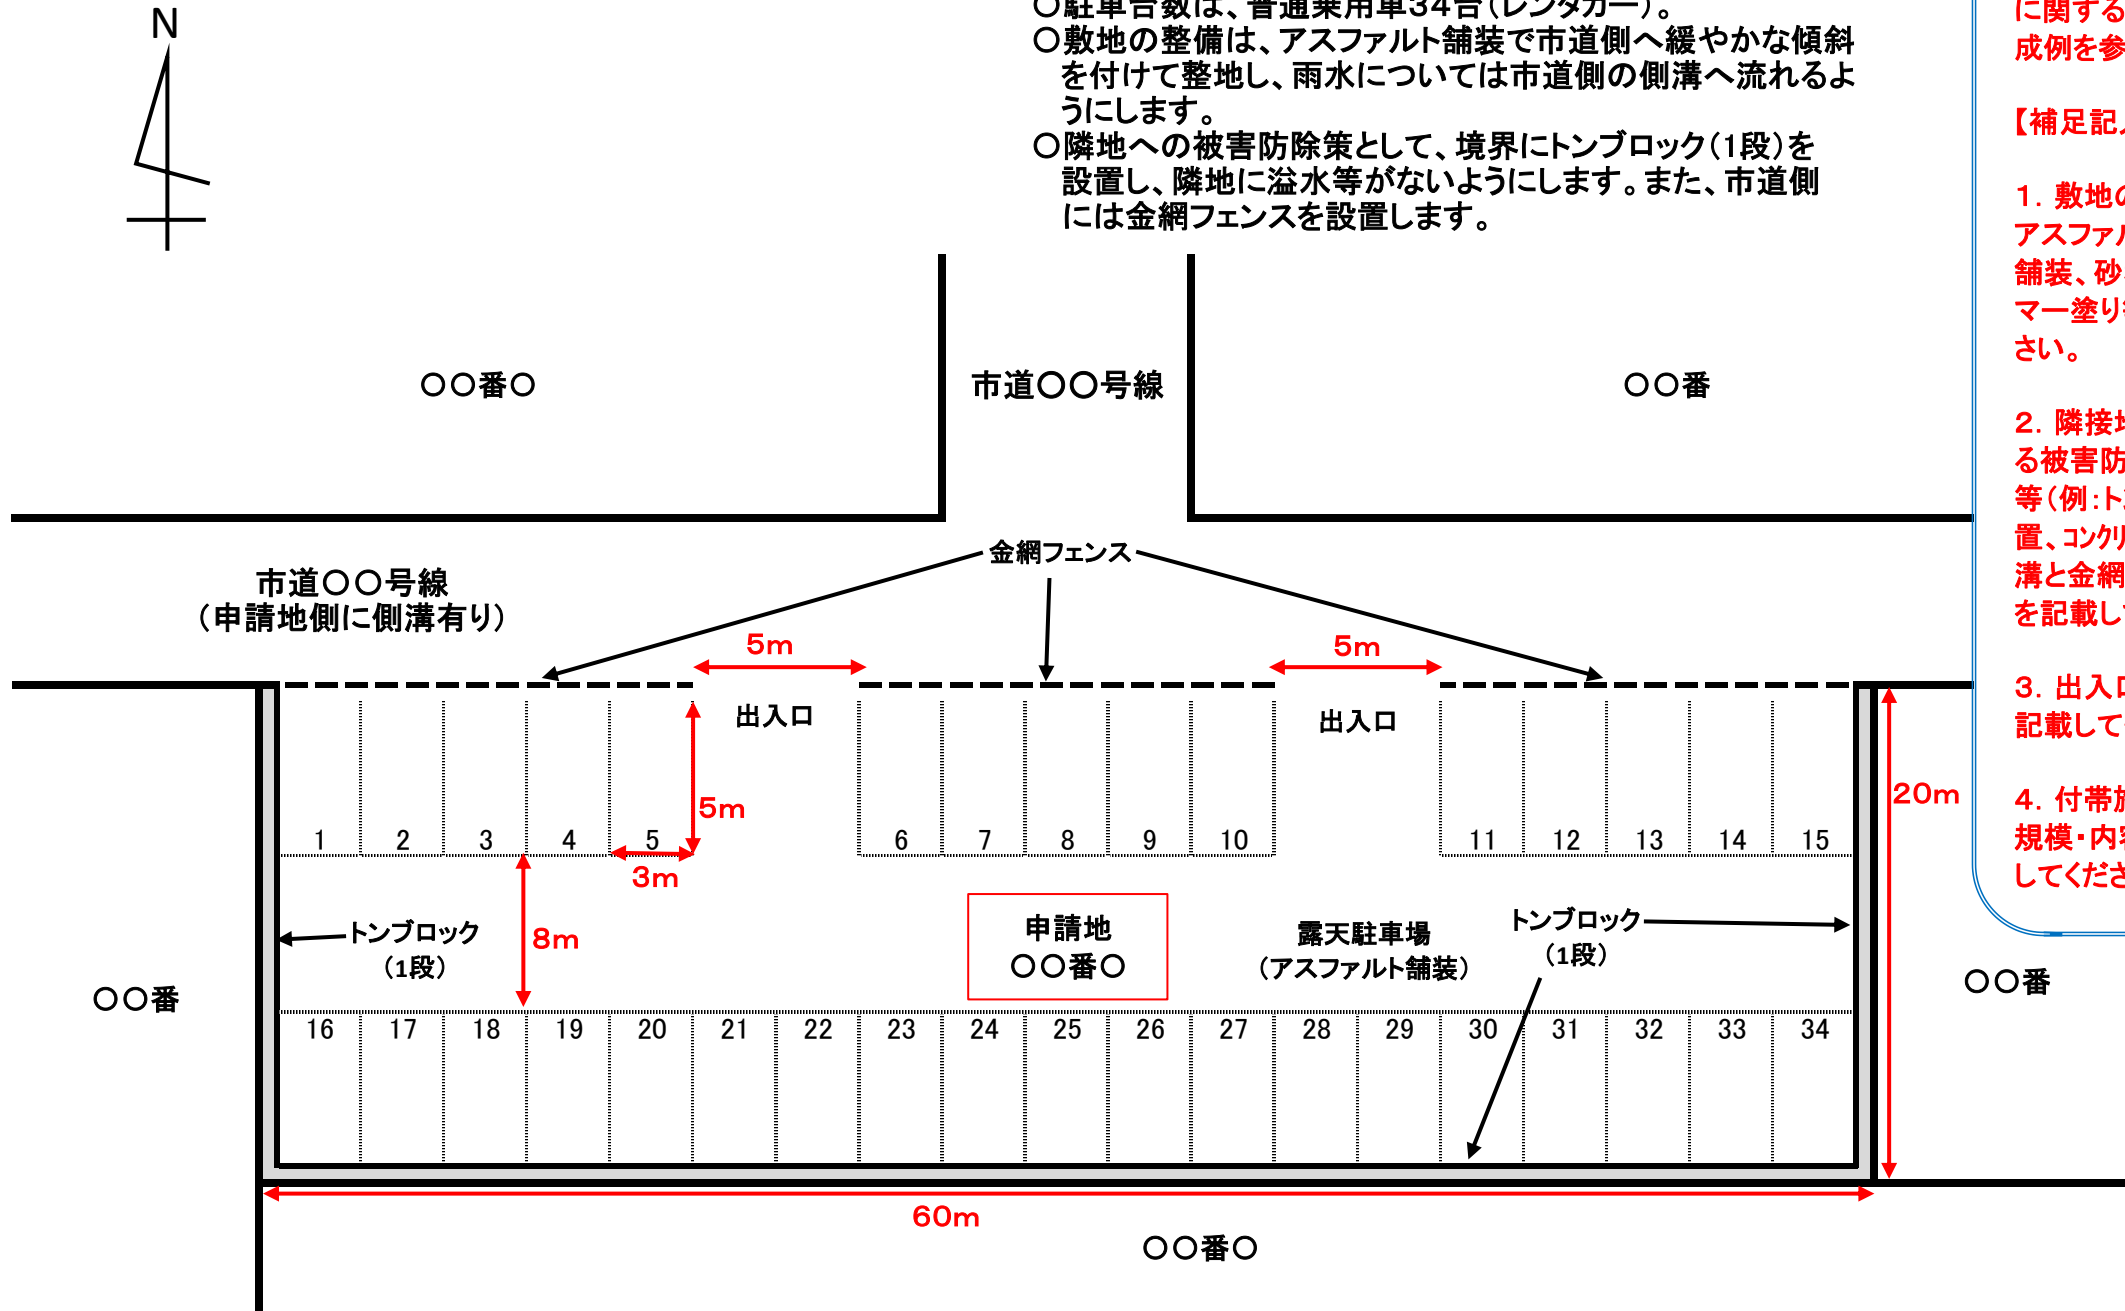 N
○駐車台数は、普通乗用車34台(レンタカー)。
○敷地の整備は、アスファルト舗装で市道側へ緩やかな傾斜
を付けて整地し、雨水については市道側の側溝へ流れるよ
うにします。
○隣地への被害防除策として、境界にトンブロック(1段)を
設置し、隣地に溢水等がないようにします。また、市道側
には金網フェンスを設置します。
に関する
成例を参
【補足記
1. 敷地
アスファ
舗装、砂
マー塗り
さい。
2. 隣接
る被害防
等(例:ト
置、コンクリ
溝と金網
を記載し
3. 出入
記載して
4. 付帯
規模・内
してくださ
○○番○
市道○○号線
○○番
金網フェンス
市道○○号線
(申請地側に側溝有り)
5m
5m
出入口
出入口
5m
20m
1 2 3 4 5 6 7 8 9 10 11 12 13 14 15
3m
トンブロック
(1段)
8m
申請地
○○番○
露天駐車場
(アスファルト舗装)
トンブロック
(1段)
○○番
○○番
16 17 18 19 20 21 22 23 24 25 26 27 28 29 30 31 32 33 34
60m
○○番○